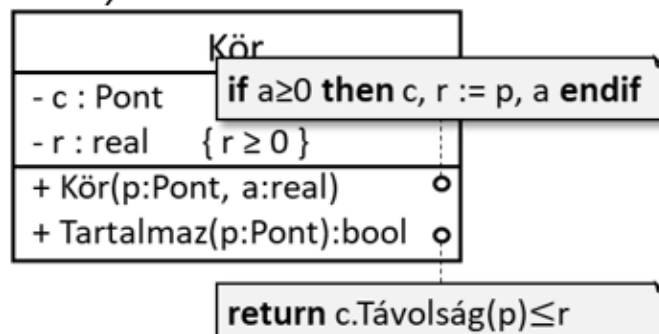 Kör
if a≥0 then c, r := p, a endif
- c : Pont
- r : real { r ≥ 0 }
+ Kör(p:Pont, a:real)
+ Tartalmaz(p:Pont):bool
return c.Távolság(p)≤r